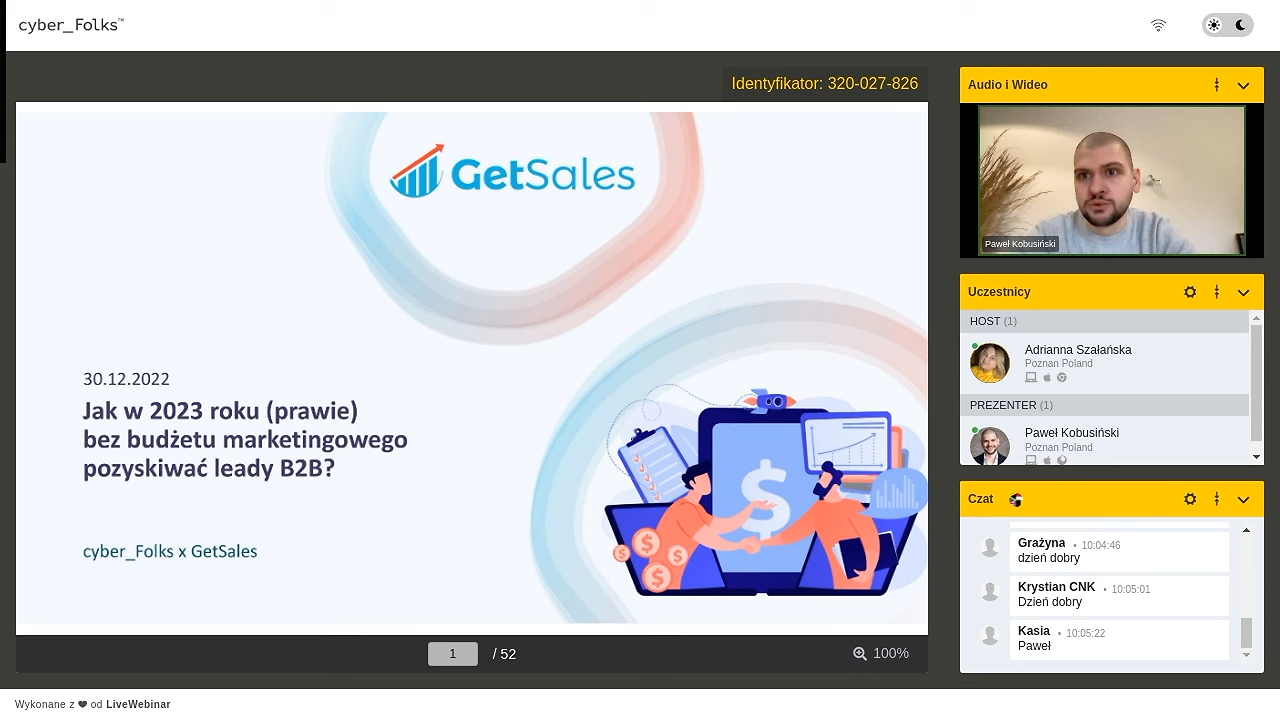 cyber_Folks™
Identyfikator: 320-027-826
GetSales
30.12.2022
Jak w 2023 roku (prawie)
bez budżetu marketingowego
pozyskiwać leady B2B?
cyber_Folks x GetSales
1 / 52
100%
Audio i Wideo
Paweł Kobusiński
Uczestnicy
HOST (1)
Adrianna Szałańska
Poznan Poland
PREZENTER (1)
Paweł Kobusiński
Poznan Poland
Czat
Grażyna • 10:04:46
dzień dobry
Krystian CNK • 10:05:01
Dzień dobry
Kasia • 10:05:22
Paweł
Wykonane z ❤ od LiveWebinar